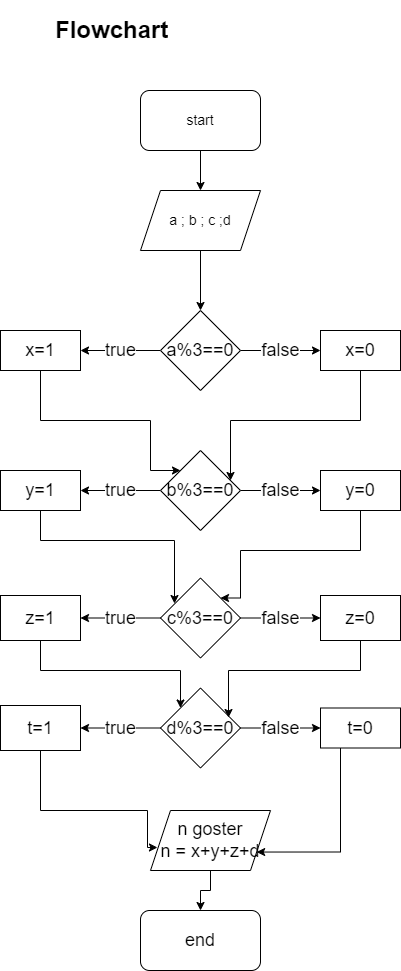 Flowchart
start
a ; b ; c ;d
x=1
true
a%3==0
false
x=0
y=1
true
b%3==0
false
y=0
z=1
true
c%3==0
false
z=0
t=1
true
d%3==0
false
t=0
n goster
n = x+y+z+d
end